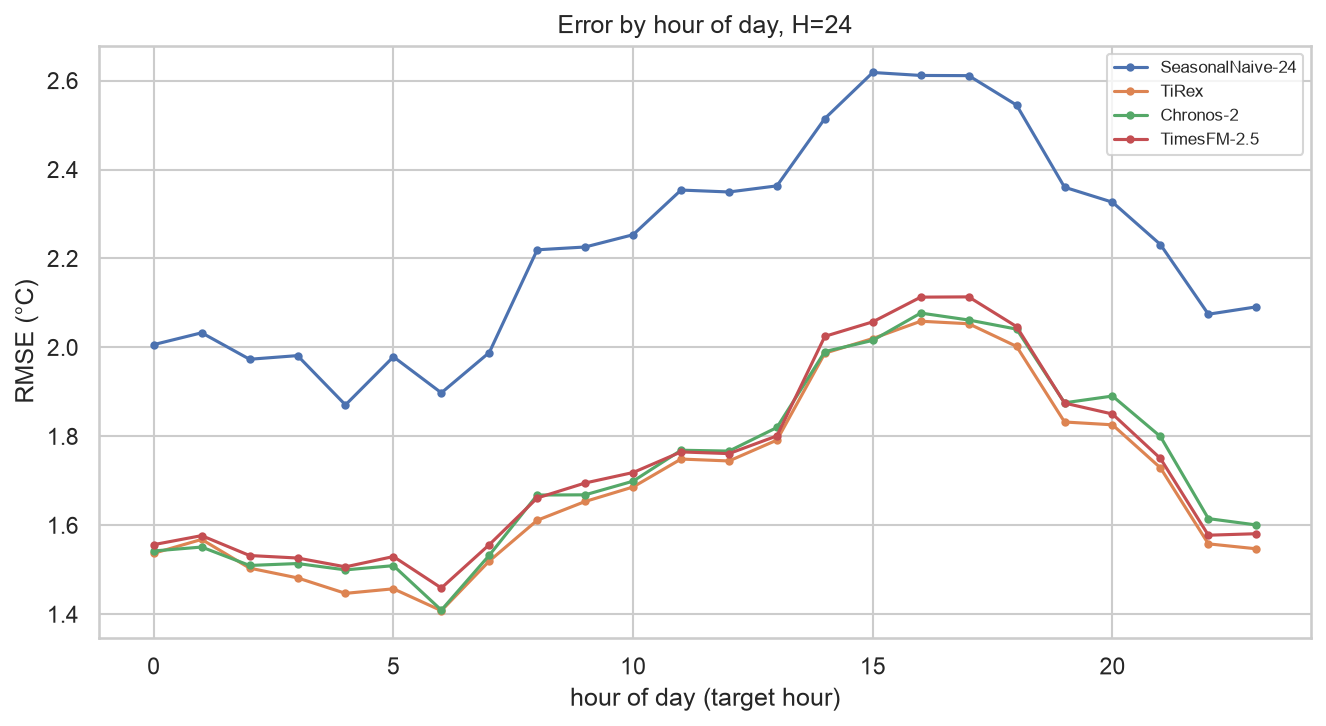 Error by hour of day, H=24
SeasonalNaive-24
TiRex
Chronos-2
TimesFM-2.5
RMSE (°C)
2.6
2.4
2.2
2.0
1.8
1.6
1.4
0 5 10 15 20
hour of day (target hour)